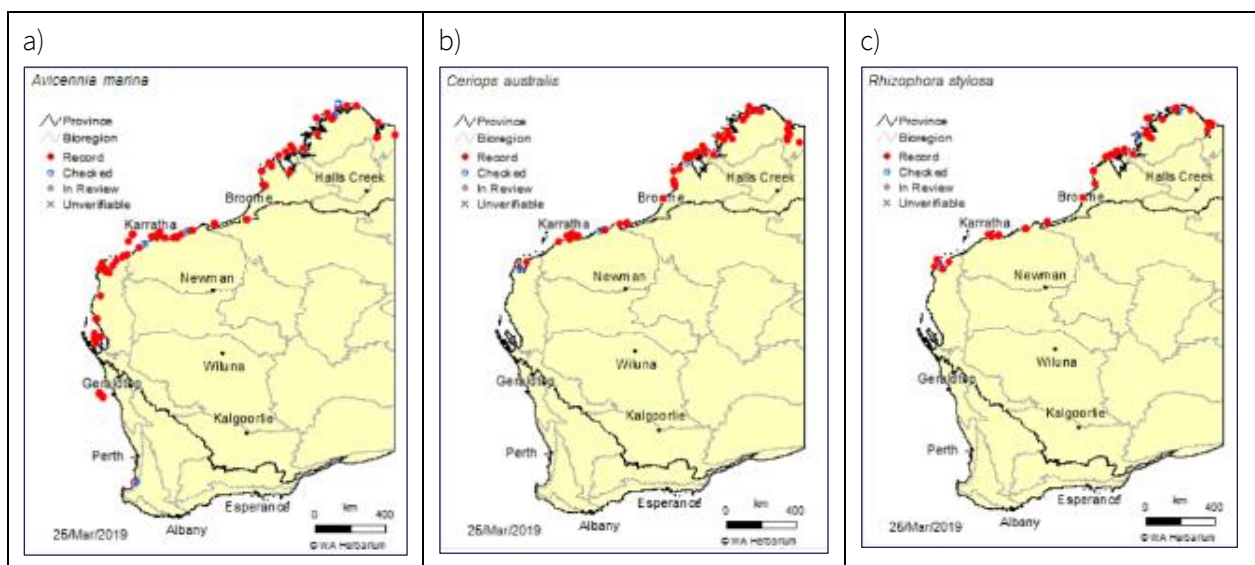 a)
Avicennia marina
Province
Bioregion
Record
Checked
In Review
Unverifiable
Halls Creek
Broome
Karratha
Newman
Wiluna
Geraldton
Kalgoorlie
Perth
Esperance
Albany
km
0 400
26/Mar/2019
© WA Herbarium
b)
Ceriops australis
Province
Bioregion
Record
Checked
In Review
Unverifiable
Halls Creek
Broome
Karratha
Newman
Wiluna
Geraldton
Kalgoorlie
Perth
Esperance
Albany
km
0 400
26/Mar/2019
© WA Herbarium
c)
Rhizophora stylosa
Province
Bioregion
Record
Checked
In Review
Unverifiable
Halls Creek
Broome
Karratha
Newman
Wiluna
Geraldton
Kalgoorlie
Perth
Esperance
Albany
km
0 400
26/Mar/2019
© WA Herbarium